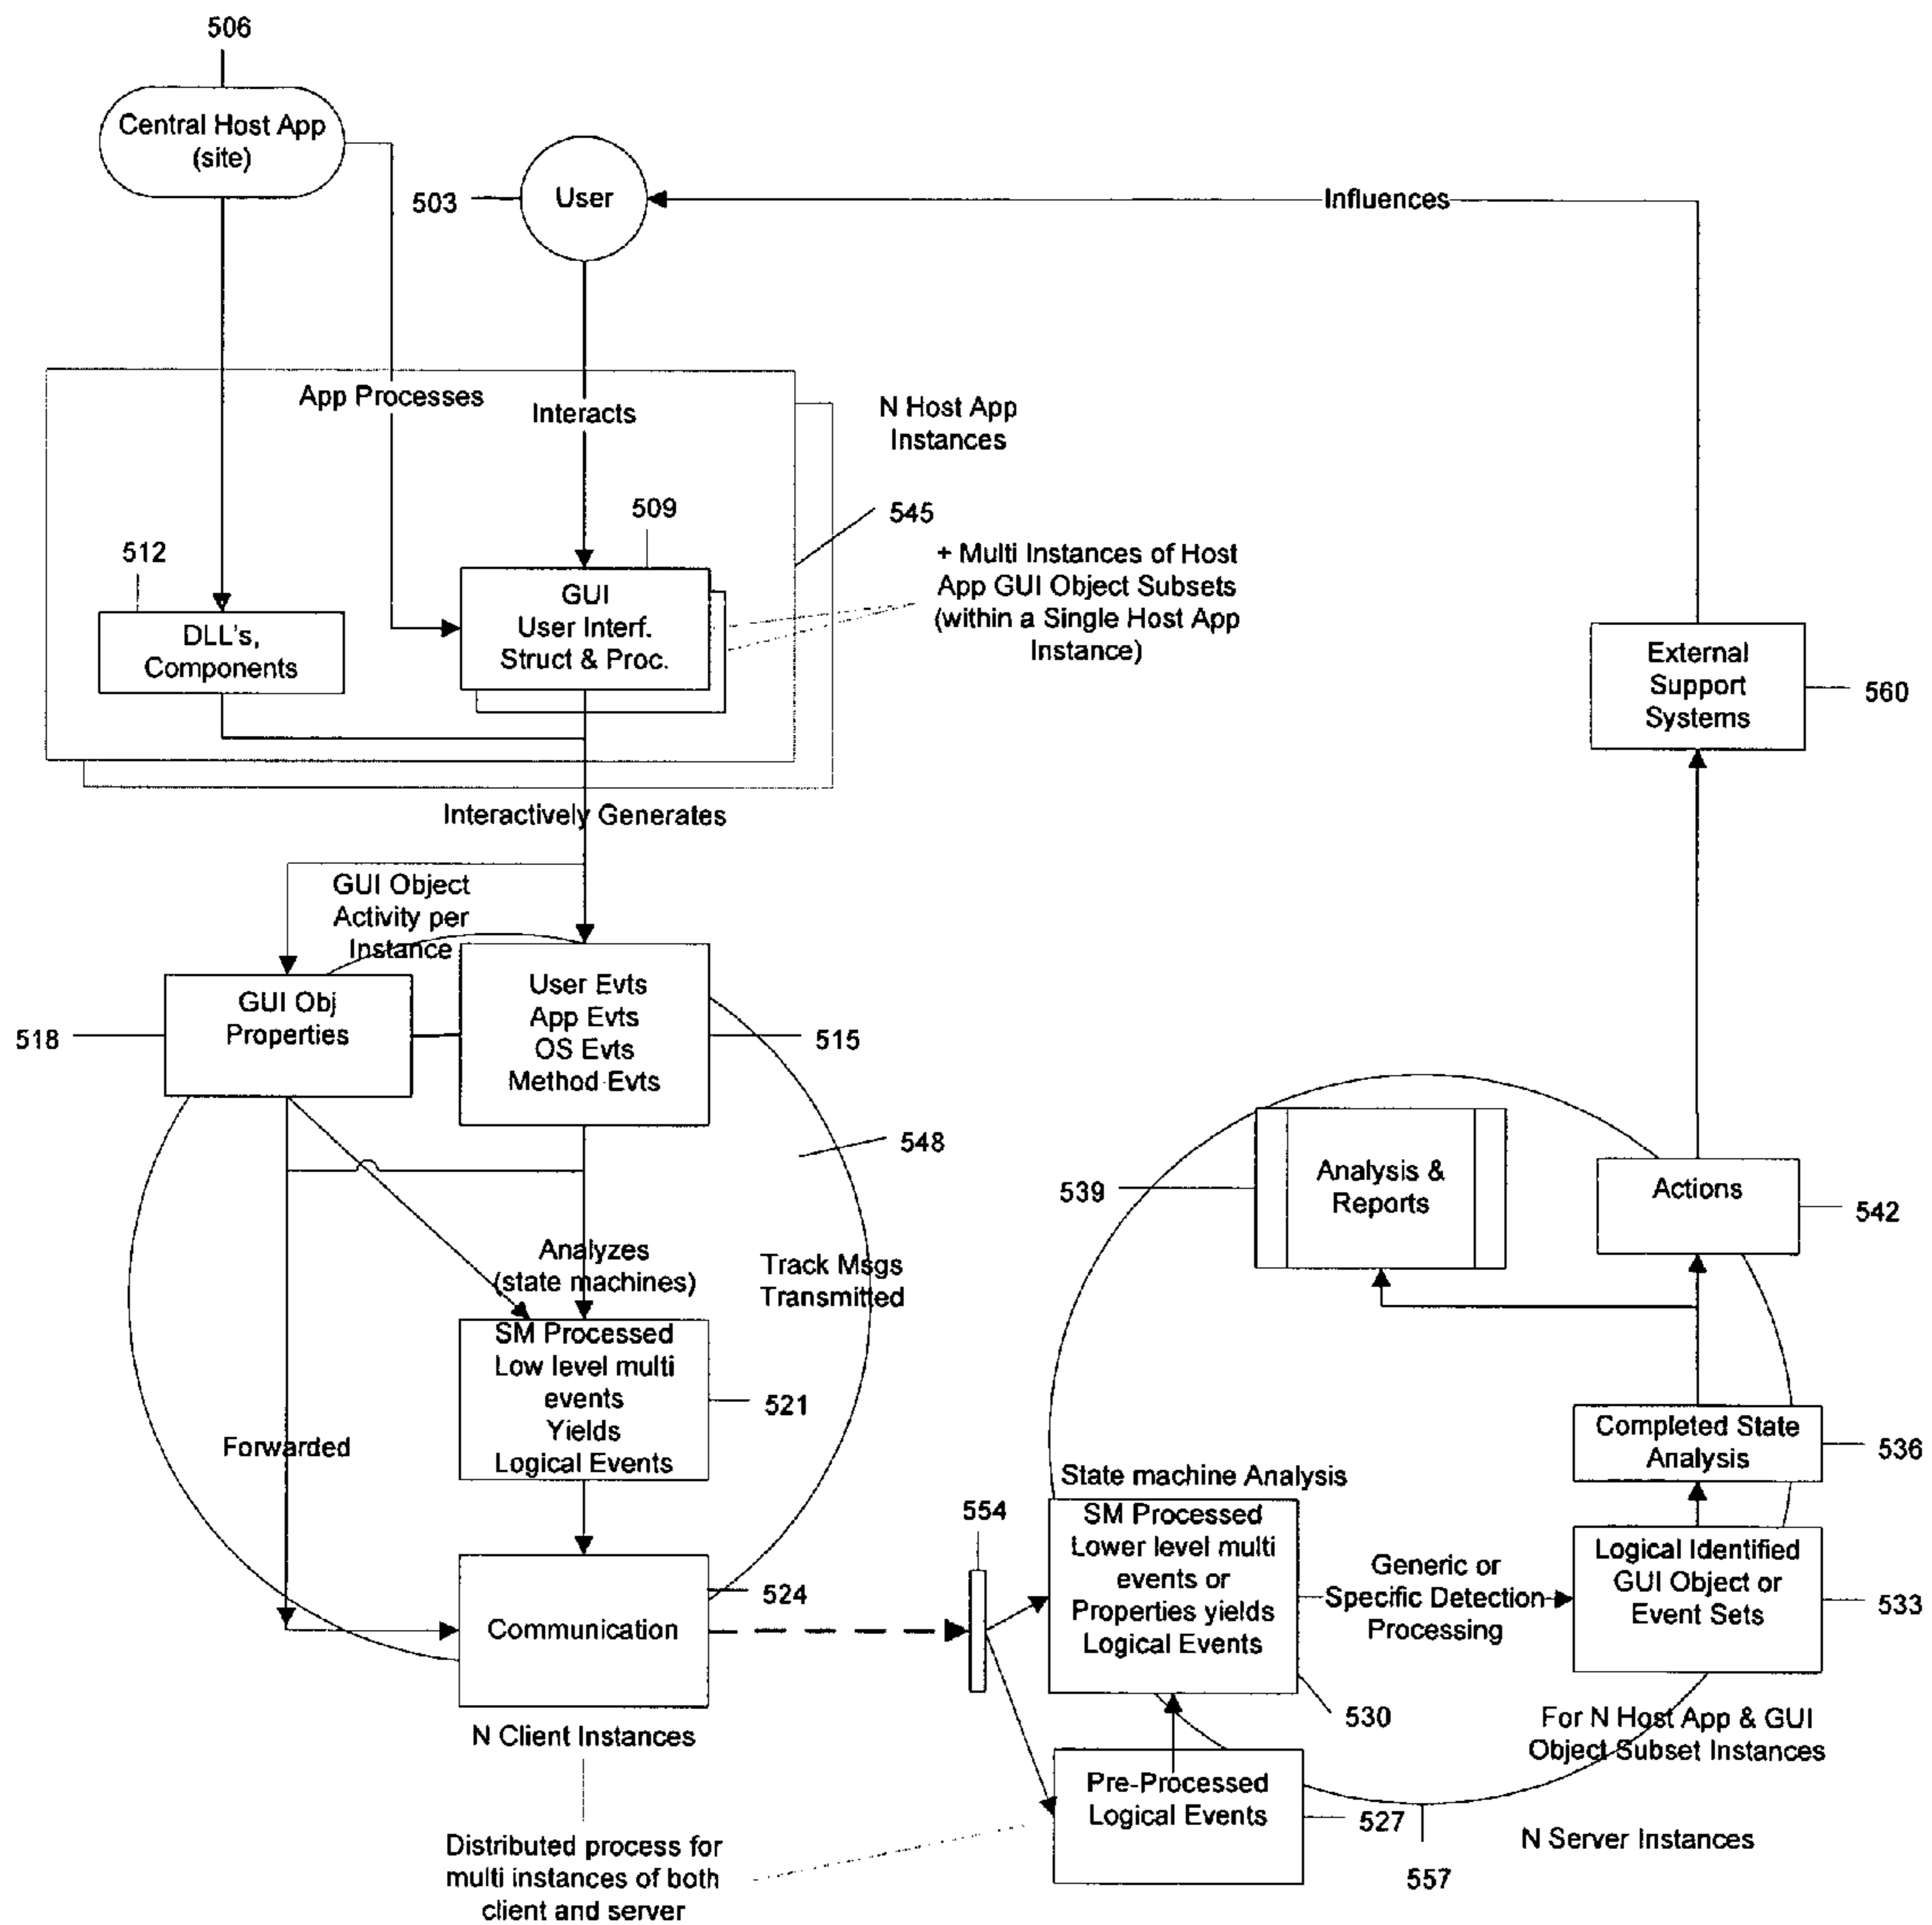 506
Central Host App
(site)
503
User
Influences
App Processes
Interacts
N Host App
Instances
509
545
512
+ Multi Instances of Host
App GUI Object Subsets
(within a Single Host App
Instance)
GUI
User Interf.
Struct & Proc.
DLL's,
Components
External
Support
Systems
560
Interactively Generates
GUI Object
Activity per
Instance
GUI Obj
Properties
518
User Evts
App Evts
OS Evts
Method Evts
515
548
539
Analysis &
Reports
Actions
542
Analyzes
(state machines)
Track Msgs
Transmitted
SM Processed
Low level multi
events
Yields
Logical Events
521
Forwarded
Completed State
Analysis
536
State machine Analysis
554
SM Processed
Lower level multi
events or
Properties yields
Logical Events
Generic or
Specific Detection
Processing
Logical Identified
GUI Object or
Event Sets
533
524
Communication
530
N Client Instances
For N Host App & GUI
Object Subset Instances
Pre-Processed
Logical Events
527
N Server Instances
557
Distributed process for
multi instances of both
client and server